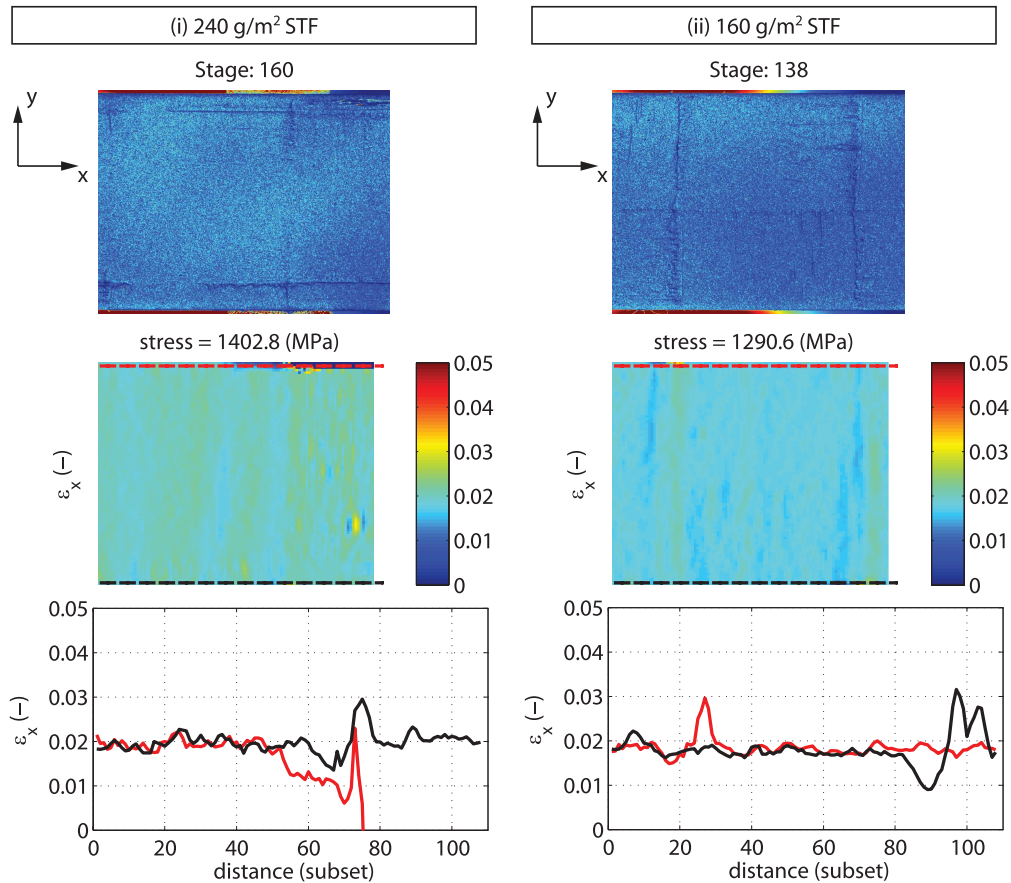 (i) 240 g/m² STF
Stage: 160
y
x
stress = 1402.8 (MPa)
εx (–)
0.05
0.04
0.03
0.02
0.01
0
εx (–)
0.05
0.04
0.03
0.02
0.01
0
0 20 40 60 80 100
distance (subset)
(ii) 160 g/m² STF
Stage: 138
y
x
stress = 1290.6 (MPa)
εx (–)
0.05
0.04
0.03
0.02
0.01
0
εx (–)
0.05
0.04
0.03
0.02
0.01
0
0 20 40 60 80 100
distance (subset)